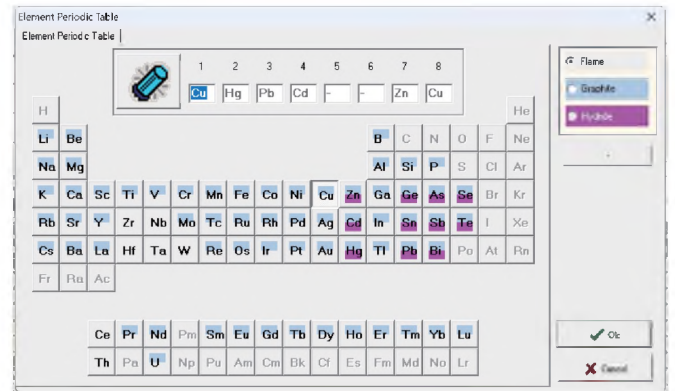 Element Periodic Table
Element Periodic Table
1 2 3 4 5 6 7 8
Cu Hg Pb Cd - - Zn Cu
Flame
Graphite
Hydride
H He
Li Be B C N O F Ne
Na Mg Al Si P S Cl Ar
K Ca Sc Ti V Cr Mn Fe Co Ni Cu Zn Ga Ge As Se Br Kr
Rb Sr Y Zr Nb Mo Tc Ru Rh Pd Ag Cd In Sn Sb Te I Xe
Cs Ba La Hf Ta W Re Os Ir Pt Au Hg Tl Pb Bi Po At Rn
Fr Ra Ac
Ce Pr Nd Pm Sm Eu Gd Tb Dy Ho Er Tm Yb Lu
Th Pa U Np Pu Am Cm Bk Cf Es Fm Md No Lr
Ok
Cancel